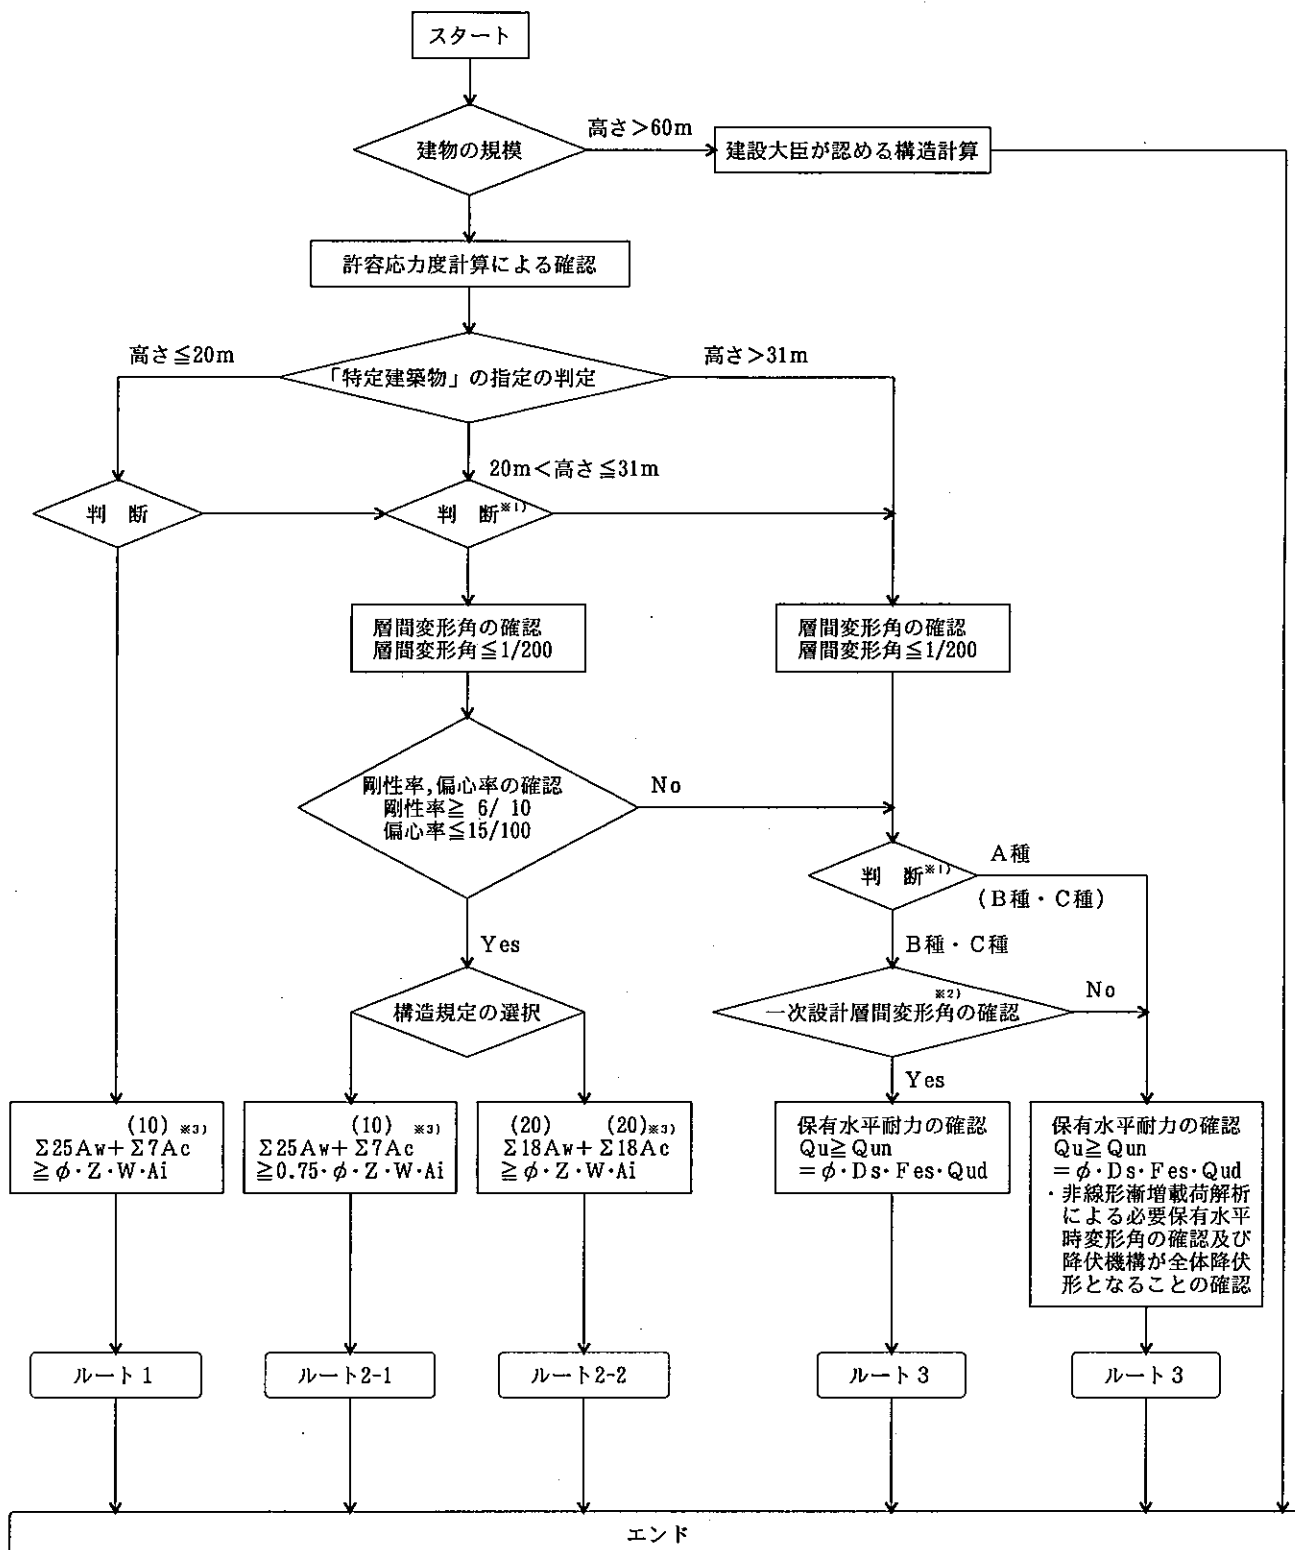 スタート
高さ>60m
建物の規模
建設大臣が認める構造計算
許容応力度計算による確認
高さ≦20m
高さ>31m
「特定建築物」の指定の判定
20m<高さ≦31m
判 断
判 断※1)
層間変形角の確認
層間変形角≦1/200
層間変形角の確認
層間変形角≦1/200
剛性率,偏心率の確認
剛性率≧ 6/ 10
偏心率≦15/100
No
判 断※1)
A種
(B種・C種)
Yes
B種・C種
構造規定の選択
一次設計層間変形角の確認※2)
No
Yes
(10) ※3)
Σ25Aw+Σ7Ac
≧φ・Z・W・Ai
(10) ※3)
Σ25Aw+Σ7Ac
≧0.75・φ・Z・W・Ai
(20) (20)※3)
Σ18Aw+Σ18Ac
≧φ・Z・W・Ai
保有水平耐力の確認
Qu≧Qun
=φ・Ds・Fes・Qud
保有水平耐力の確認
Qu≧Qun
=φ・Ds・Fes・Qud
・非線形漸増載荷解析
による必要保有水平
時変形角の確認及び
降伏機構が全体降伏
形となることの確認
ルート1
ルート2-1
ルート2-2
ルート3
ルート3
エンド